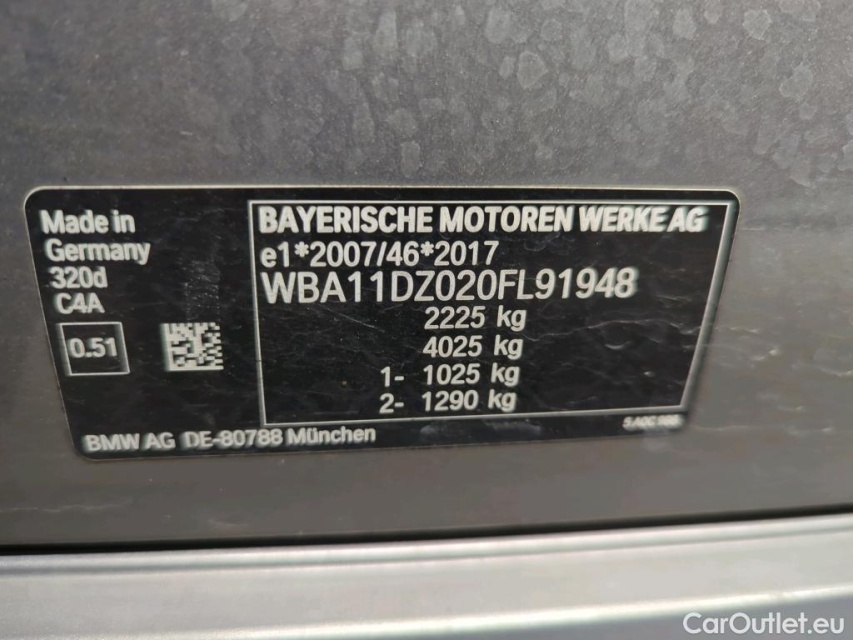 Made in
Germany
320d
C4A
0.51
BAYERISCHE MOTOREN WERKE AG
e1*2007/46*2017
WBA11DZ020FL91948
2225 kg
4025 kg
1- 1025 kg
2- 1290 kg
BMW AG DE-80788 München
CarOutlet.eu